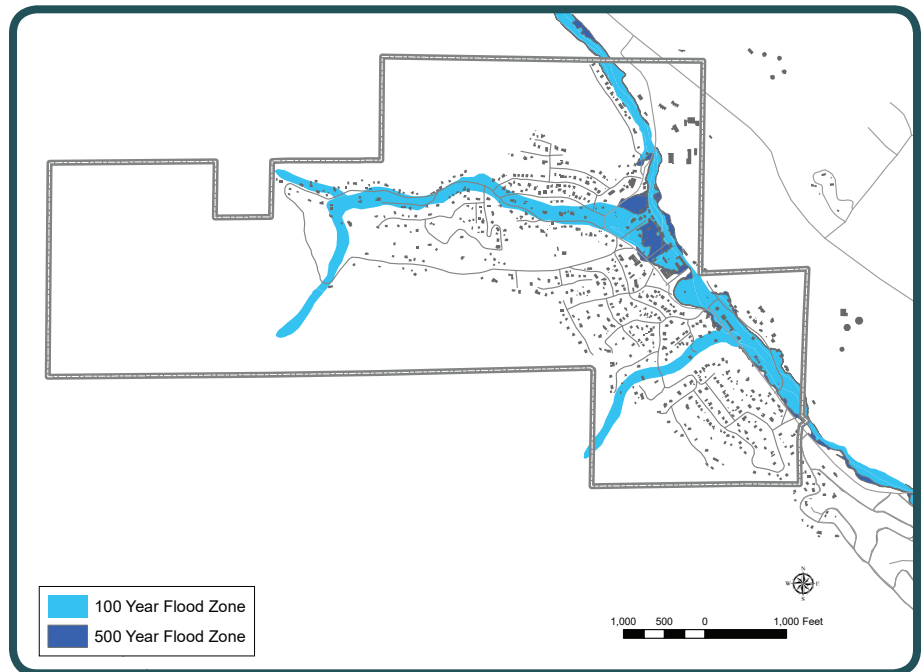 N
W E
S
100 Year Flood Zone
500 Year Flood Zone
1,000 500 0 1,000 Feet